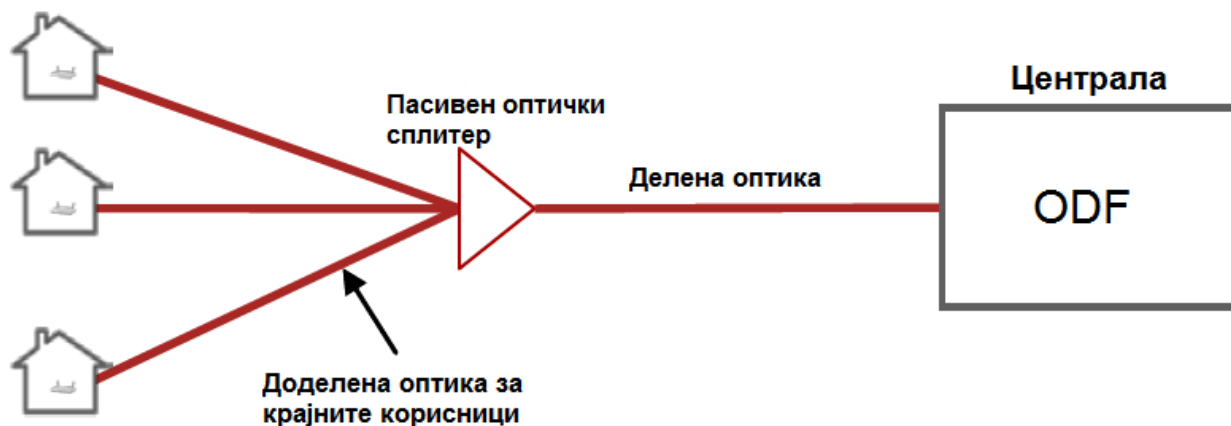 Централа
Пасивен оптички
сплитер
Делена оптика
ODF
Доделена оптика за
крајните корисници